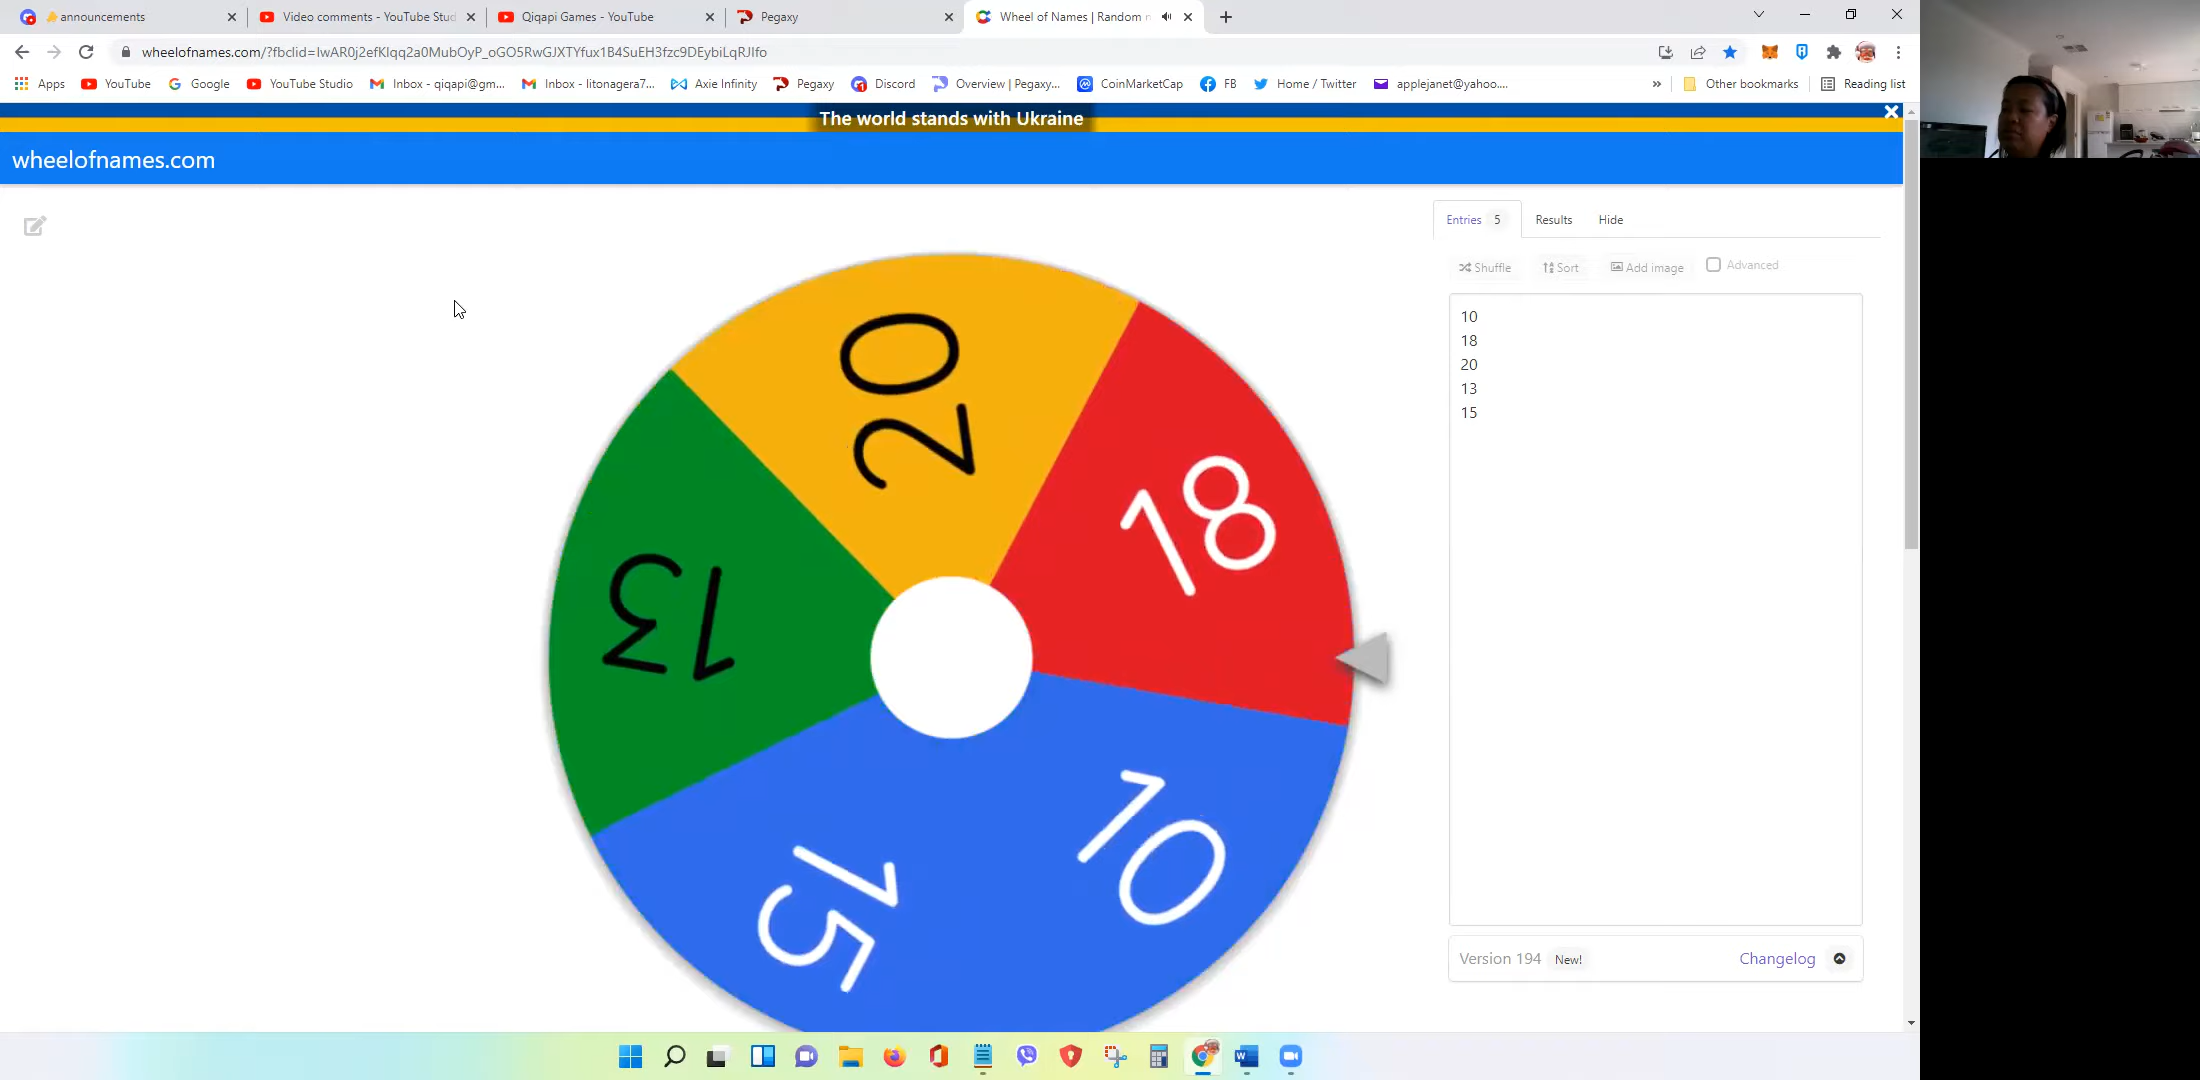 announcements
Video comments - YouTube Stud
Qiqapi Games - YouTube
Pegaxy
Wheel of Names | Random n
wheelofnames.com/?fbclid=IwAR0j2efKlqq2a0MubOyP_oGO5RwGJXTYfux1B4SuEH3fzc9DEybiLqRJIfo
Apps YouTube Google YouTube Studio Inbox - qiqapi@gm... Inbox - litonagera7... Axie Infinity Pegaxy Discord Overview | Pegaxy... CoinMarketCap FB Home / Twitter applejanet@yahoo.... » Other bookmarks Reading list
The world stands with Ukraine
wheelofnames.com
Entries 5 Results Hide
Shuffle Sort Add image Advanced
10
18
20
13
15
20
18
13
10
15
Version 194 New! Changelog